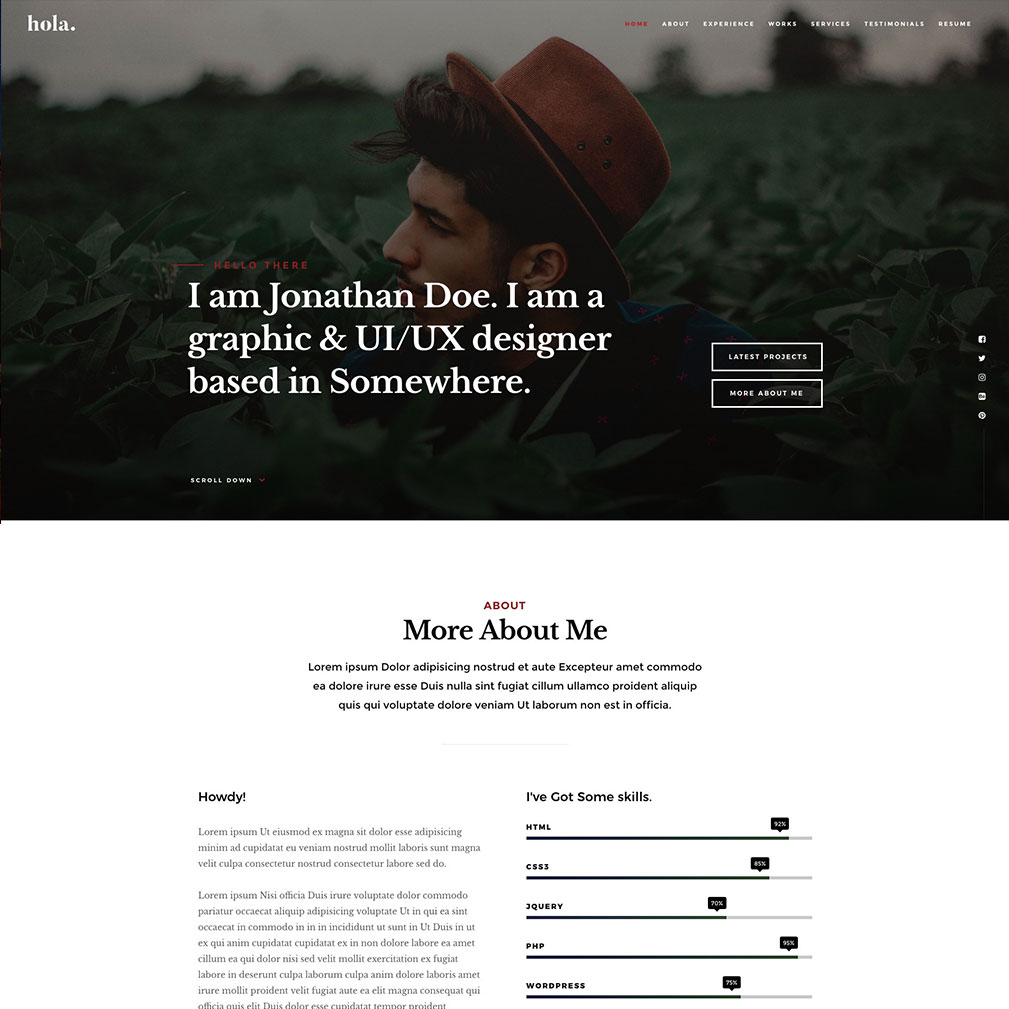 hola.
HOME ABOUT EXPERIENCE WORKS SERVICES TESTIMONIALS RESUME
HELLO THERE
I am Jonathan Doe. I am a
graphic & UI/UX designer
based in Somewhere.
LATEST PROJECTS
MORE ABOUT ME
SCROLL DOWN
ABOUT
More About Me
Lorem ipsum Dolor adipisicing nostrud et aute Excepteur amet commodo
ea dolore irure esse Duis nulla sint fugiat cillum ullamco proident aliquip
quis qui voluptate dolore veniam Ut laborum non est in officia.
Howdy!
Lorem ipsum Ut eiusmod ex magna sit dolor esse adipisicing
minim ad cupidatat eu veniam nostrud mollit laboris sunt magna
velit culpa consectetur nostrud consectetur labore sed do.
Lorem ipsum Nisi officia Duis irure voluptate dolor commodo
pariatur occaecat aliquip adipisicing voluptate Ut in qui ea sint
occaecat in commodo in in in incididunt ut sunt in Ut Duis in ut
ex qui anim cupidatat cupidatat ex in non dolore labore ea amet
cillum ea qui dolor nisi sed velit mollit exercitation ex fugiat
labore in deserunt culpa laborum culpa anim dolore laboris amet
irure mollit proident velit fugiat aute ea elit magna consequat qui
officia quis elit Duis dolor esse cupidatat tempor proident
I've Got Some skills.
92%
HTML
85%
CSS3
70%
JQUERY
95%
PHP
75%
WORDPRESS